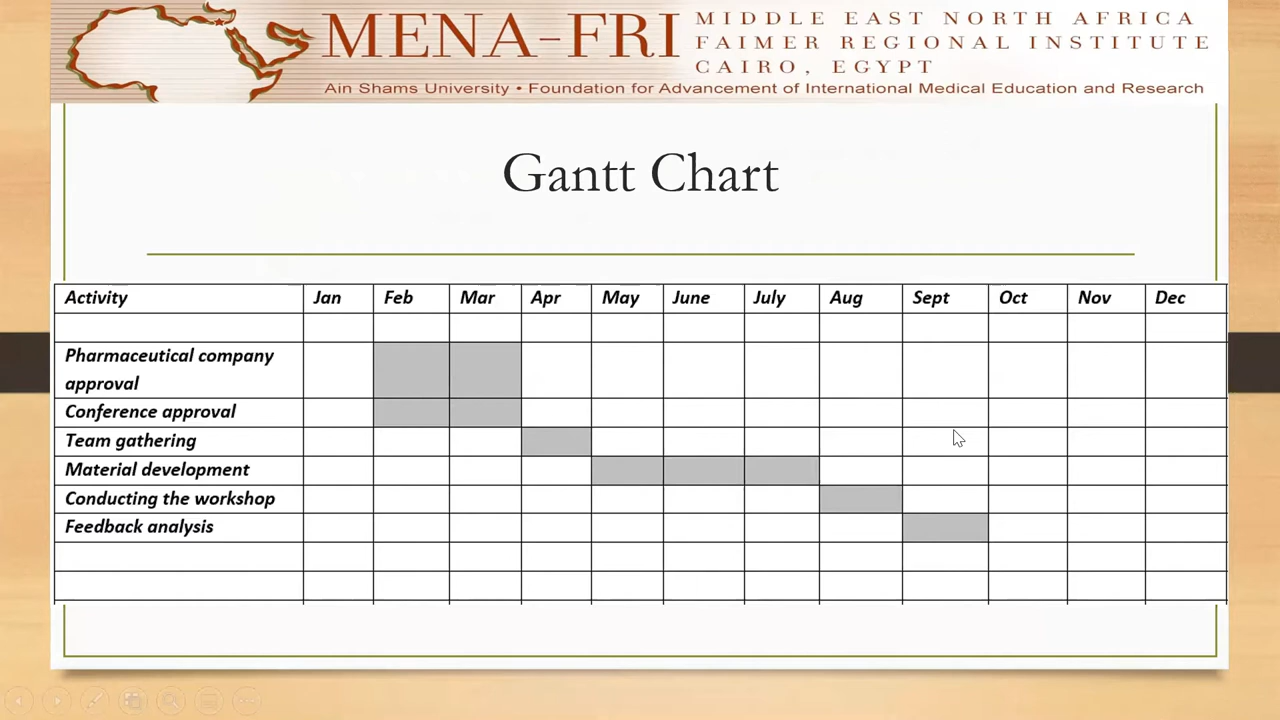 MENA-FRI
MIDDLE EAST NORTH AFRICA
FAIMER REGIONAL INSTITUTE
CAIRO, EGYPT
Ain Shams University • Foundation for Advancement of International Medical Education and Research
Gantt Chart
Activity Jan Feb Mar Apr May June July Aug Sept Oct Nov Dec
Pharmaceutical company
approval
Conference approval
Team gathering
Material development
Conducting the workshop
Feedback analysis